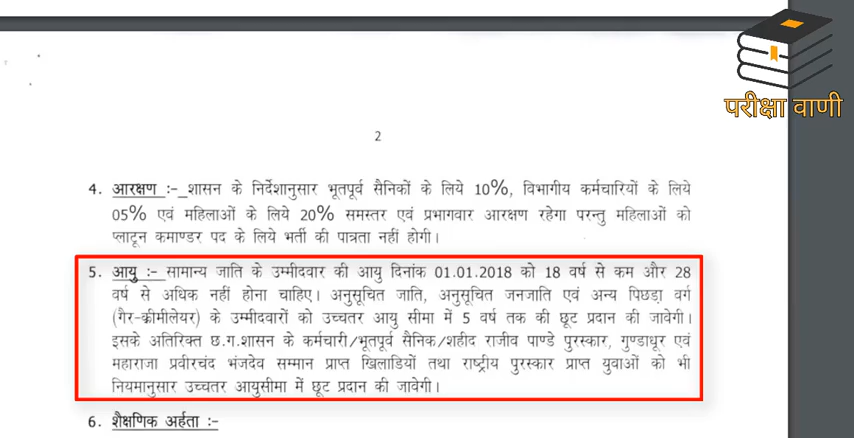 परीक्षा वाणी
2
4. आरक्षण :- शासन के निर्देशानुसार भूतपूर्व सैनिकों के लिये 10%, विभागीय कर्मचारियों के लिये
05% एवं महिलाओं के लिये 20% समस्तर एवं प्रभागवार आरक्षण रहेगा परन्तु महिलाओं को
प्लाटून कमाण्डर पद के लिये भर्ती की पात्रता नहीं होगी।
5. आयु :- सामान्य जाति के उम्मीदवार की आयु दिनांक 01.01.2018 को 18 वर्ष से कम और 28
वर्ष से अधिक नहीं होना चाहिए। अनुसूचित जाति, अनुसूचित जनजाति एवं अन्य पिछड़ा वर्ग
(गैर-क्रीमीलेयर) के उम्मीदवारों को उच्चतर आयु सीमा में 5 वर्ष तक की छूट प्रदान की जावेगी।
इसके अतिरिक्त छ.ग.शासन के कर्मचारी/भूतपूर्व सैनिक/शहीद राजीव पाण्डे पुरस्कार, गुण्डाधूर एवं
महाराजा प्रवीरचंद भंजदेव सम्मान प्राप्त खिलाडियों तथा राष्ट्रीय पुरस्कार प्राप्त युवाओं को भी
नियमानुसार उच्चतर आयुसीमा में छूट प्रदान की जावेगी।
6. शैक्षणिक अर्हता :-